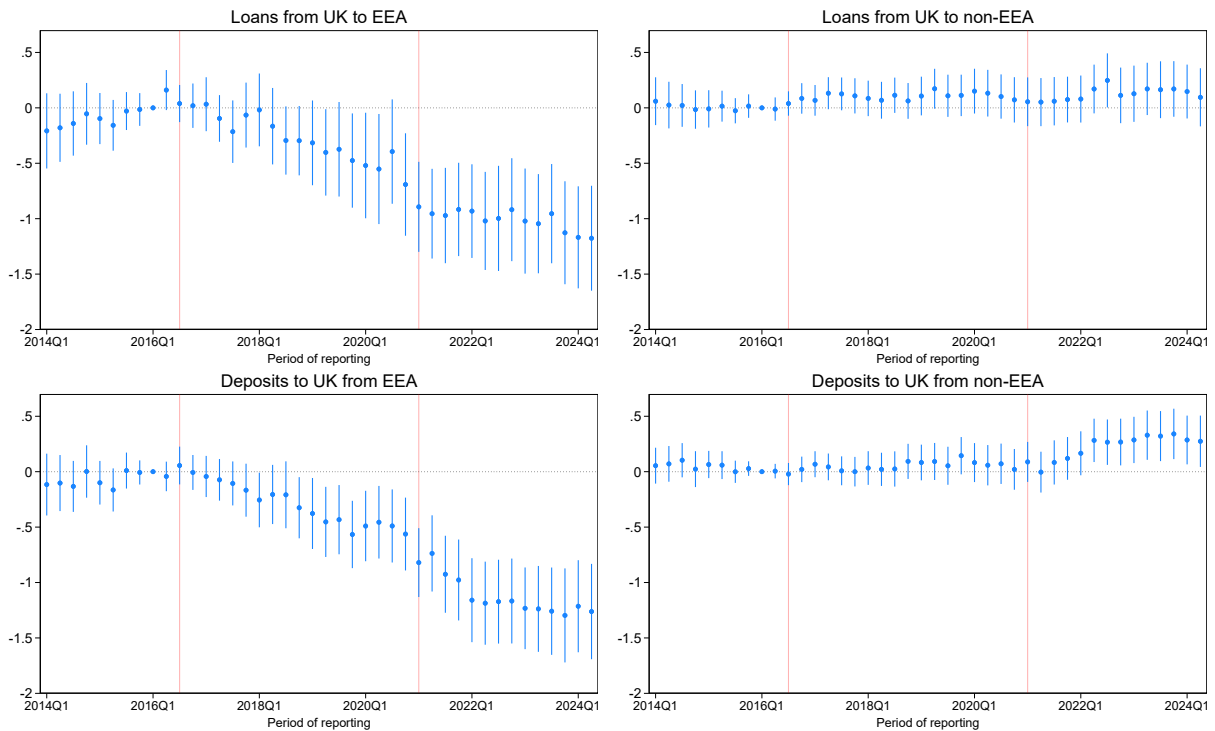 Loans from UK to EEA
.5
0
-.5
-1
-1.5
-2
2014Q1 2016Q1 2018Q1 2020Q1 2022Q1 2024Q1
Period of reporting
Loans from UK to non-EEA
.5
0
-.5
-1
-1.5
-2
2014Q1 2016Q1 2018Q1 2020Q1 2022Q1 2024Q1
Period of reporting
Deposits to UK from EEA
.5
0
-.5
-1
-1.5
-2
2014Q1 2016Q1 2018Q1 2020Q1 2022Q1 2024Q1
Period of reporting
Deposits to UK from non-EEA
.5
0
-.5
-1
-1.5
-2
2014Q1 2016Q1 2018Q1 2020Q1 2022Q1 2024Q1
Period of reporting